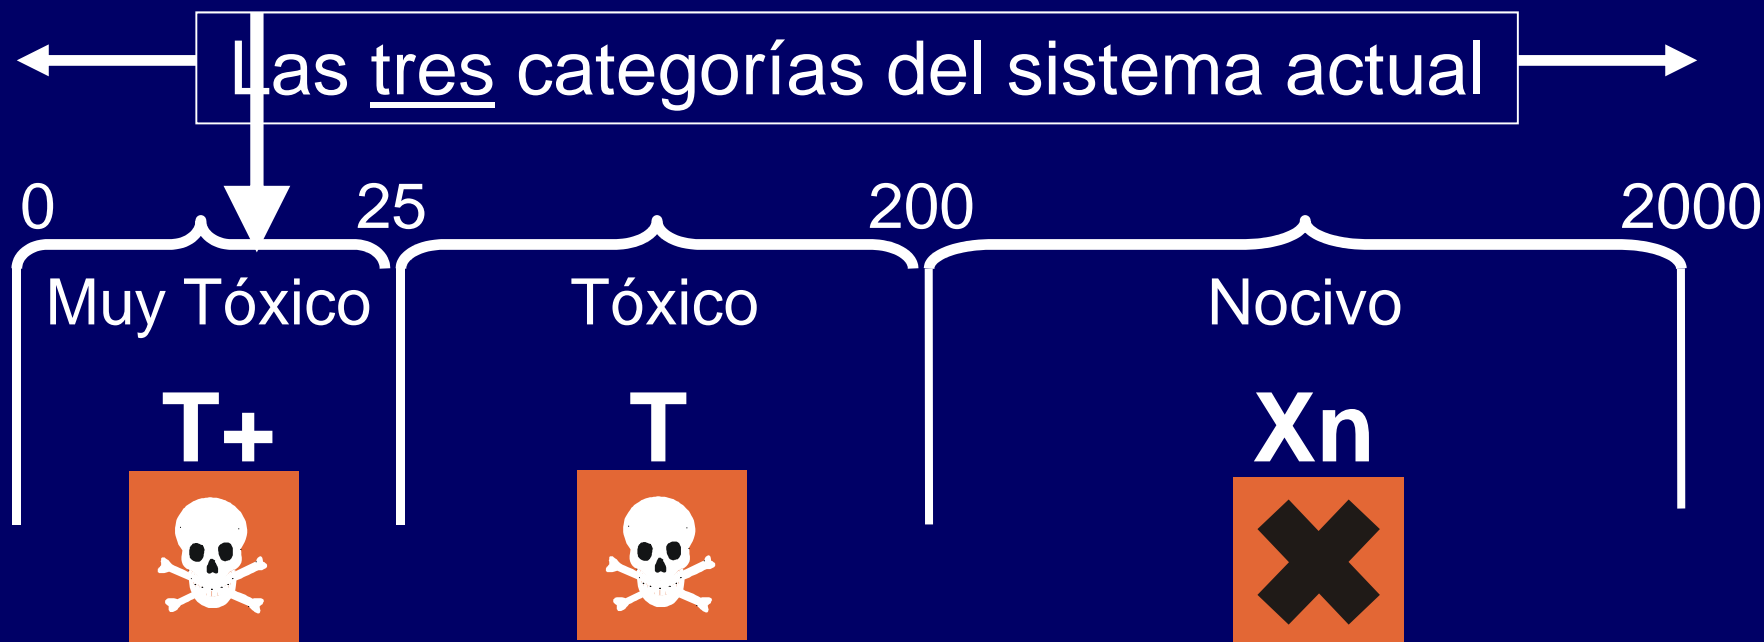 Las tres categorías del sistema actual
0 25 200 2000
Muy Tóxico Tóxico Nocivo
T+ T Xn